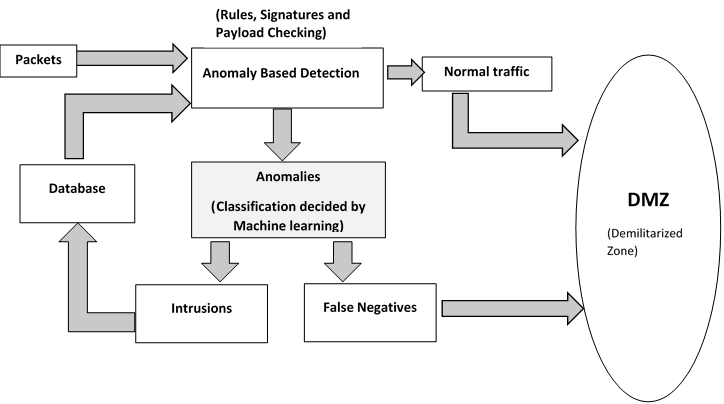 (Rules, Signatures and
Payload Checking)
Packets
Anomaly Based Detection
Normal traffic
Anomalies
(Classification decided by
Machine learning)
Database
DMZ
(Demilitarized
Zone)
Intrusions
False Negatives